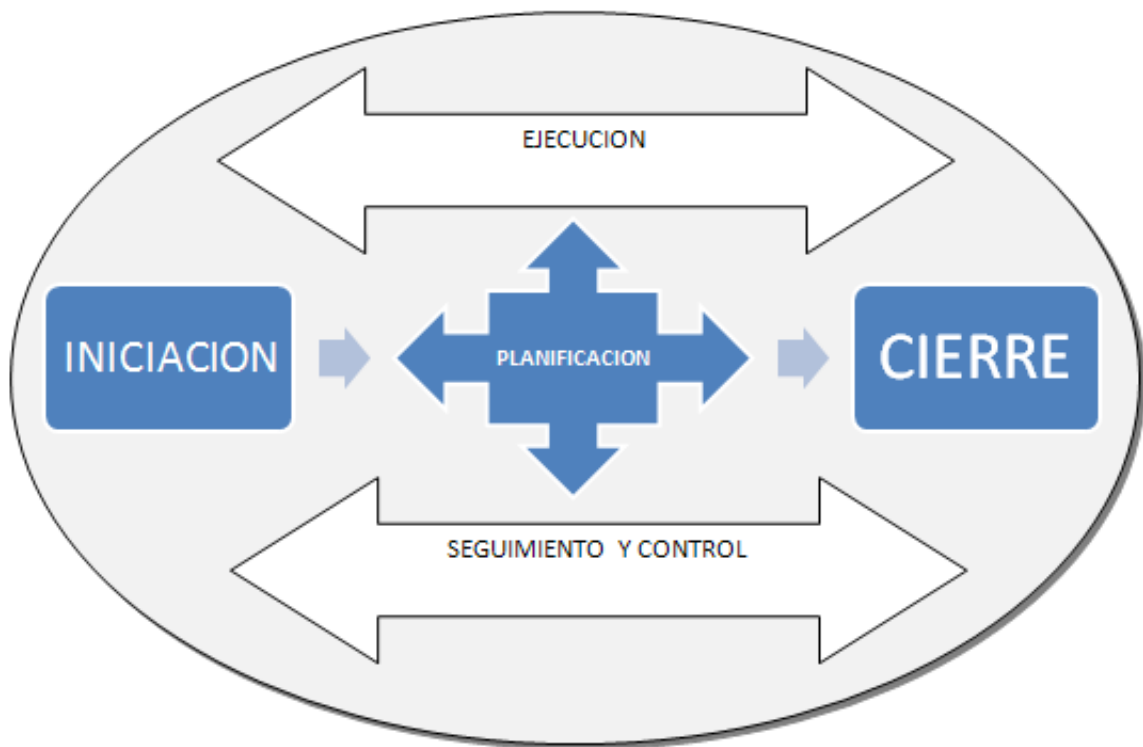 EJECUCION
INICIACION
PLANIFICACION
CIERRE
SEGUIMIENTO Y CONTROL